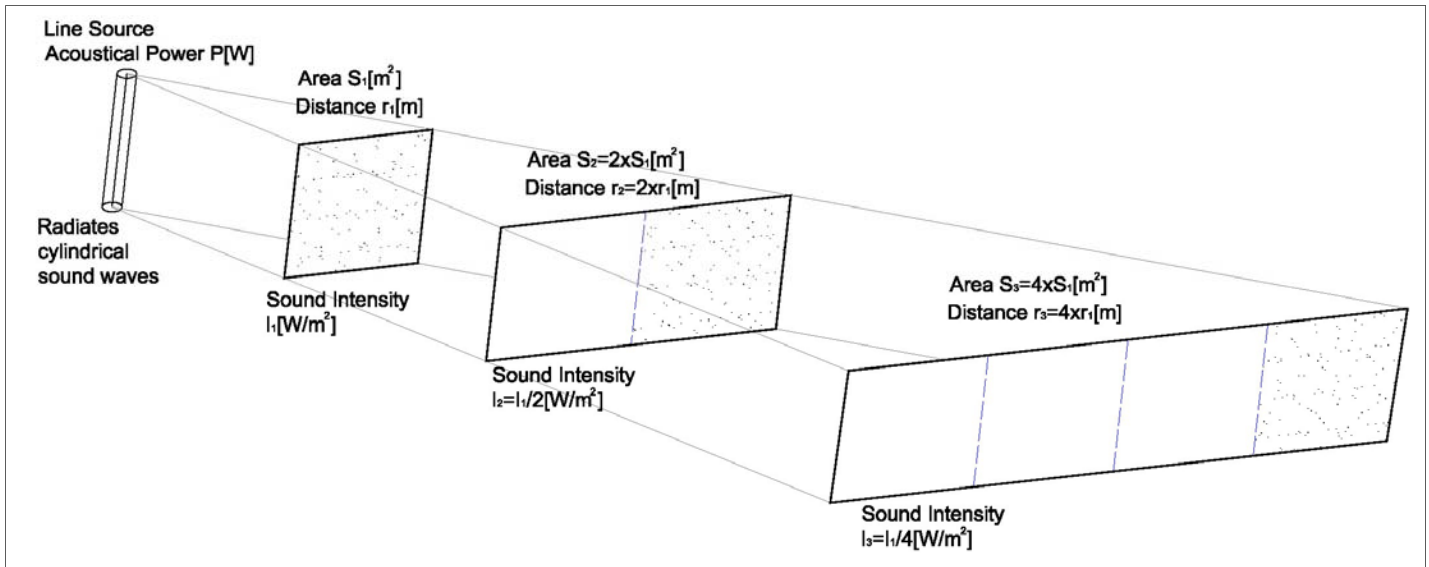 Line Source
Acoustical Power P[W]
Area S₁[m²]
Distance r₁[m]
Radiates
cylindrical
sound waves
Sound Intensity
I₁[W/m²]
Area S₂=2xS₁[m²]
Distance r₂=2xr₁[m]
Sound Intensity
I₂=I₁/2[W/m²]
Area S₃=4xS₁[m²]
Distance r₃=4xr₁[m]
Sound Intensity
I₃=I₁/4[W/m²]